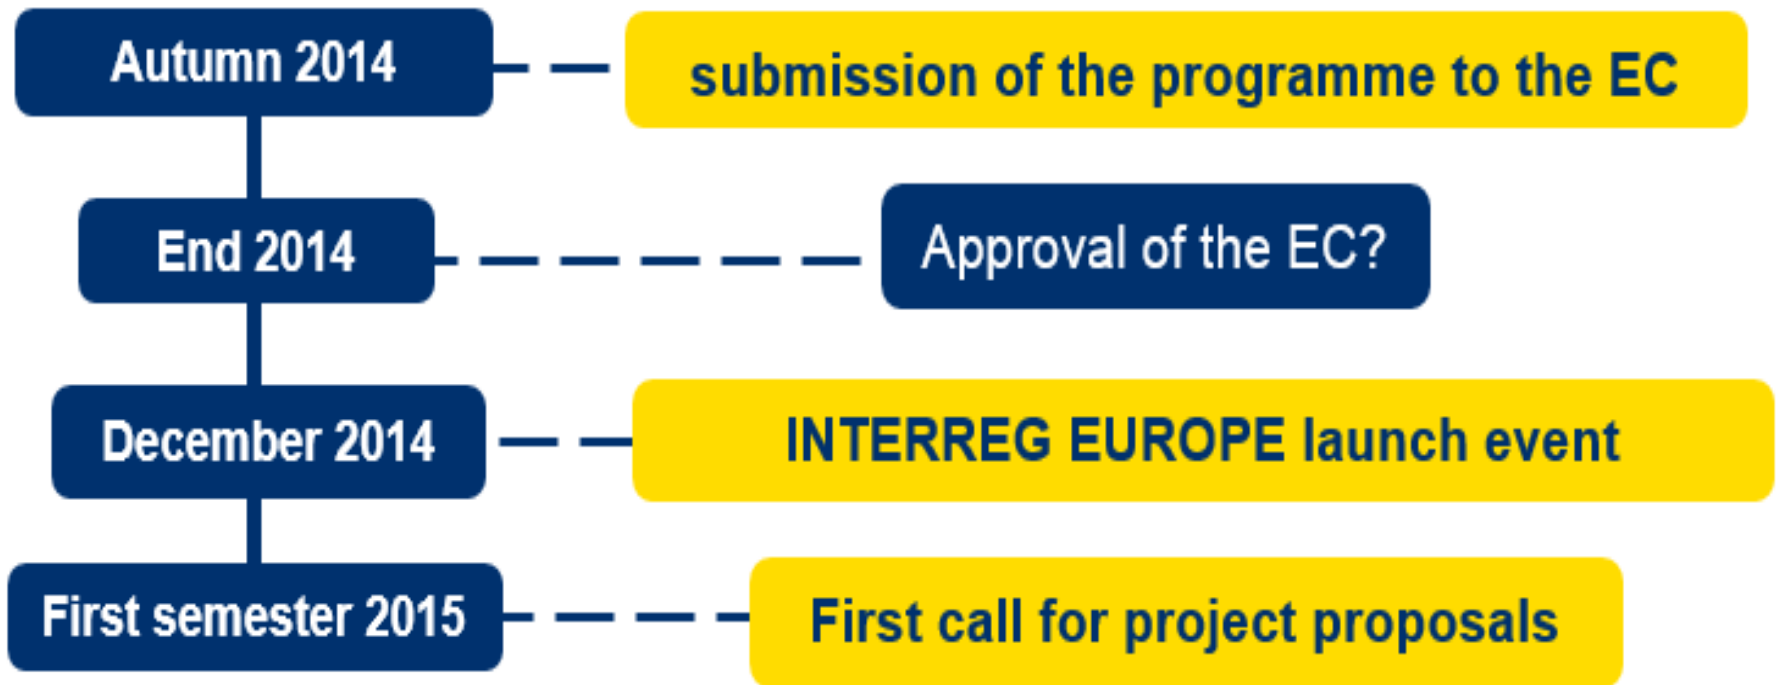 Autumn 2014
submission of the programme to the EC
End 2014
Approval of the EC?
December 2014
INTERREG EUROPE launch event
First semester 2015
First call for project proposals